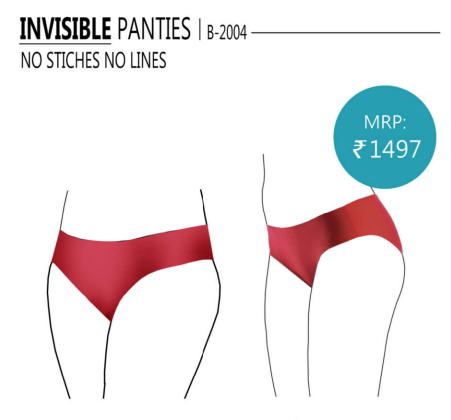 INVISIBLE PANTIES | B-2004
NO STICHES NO LINES
MRP:
₹1497